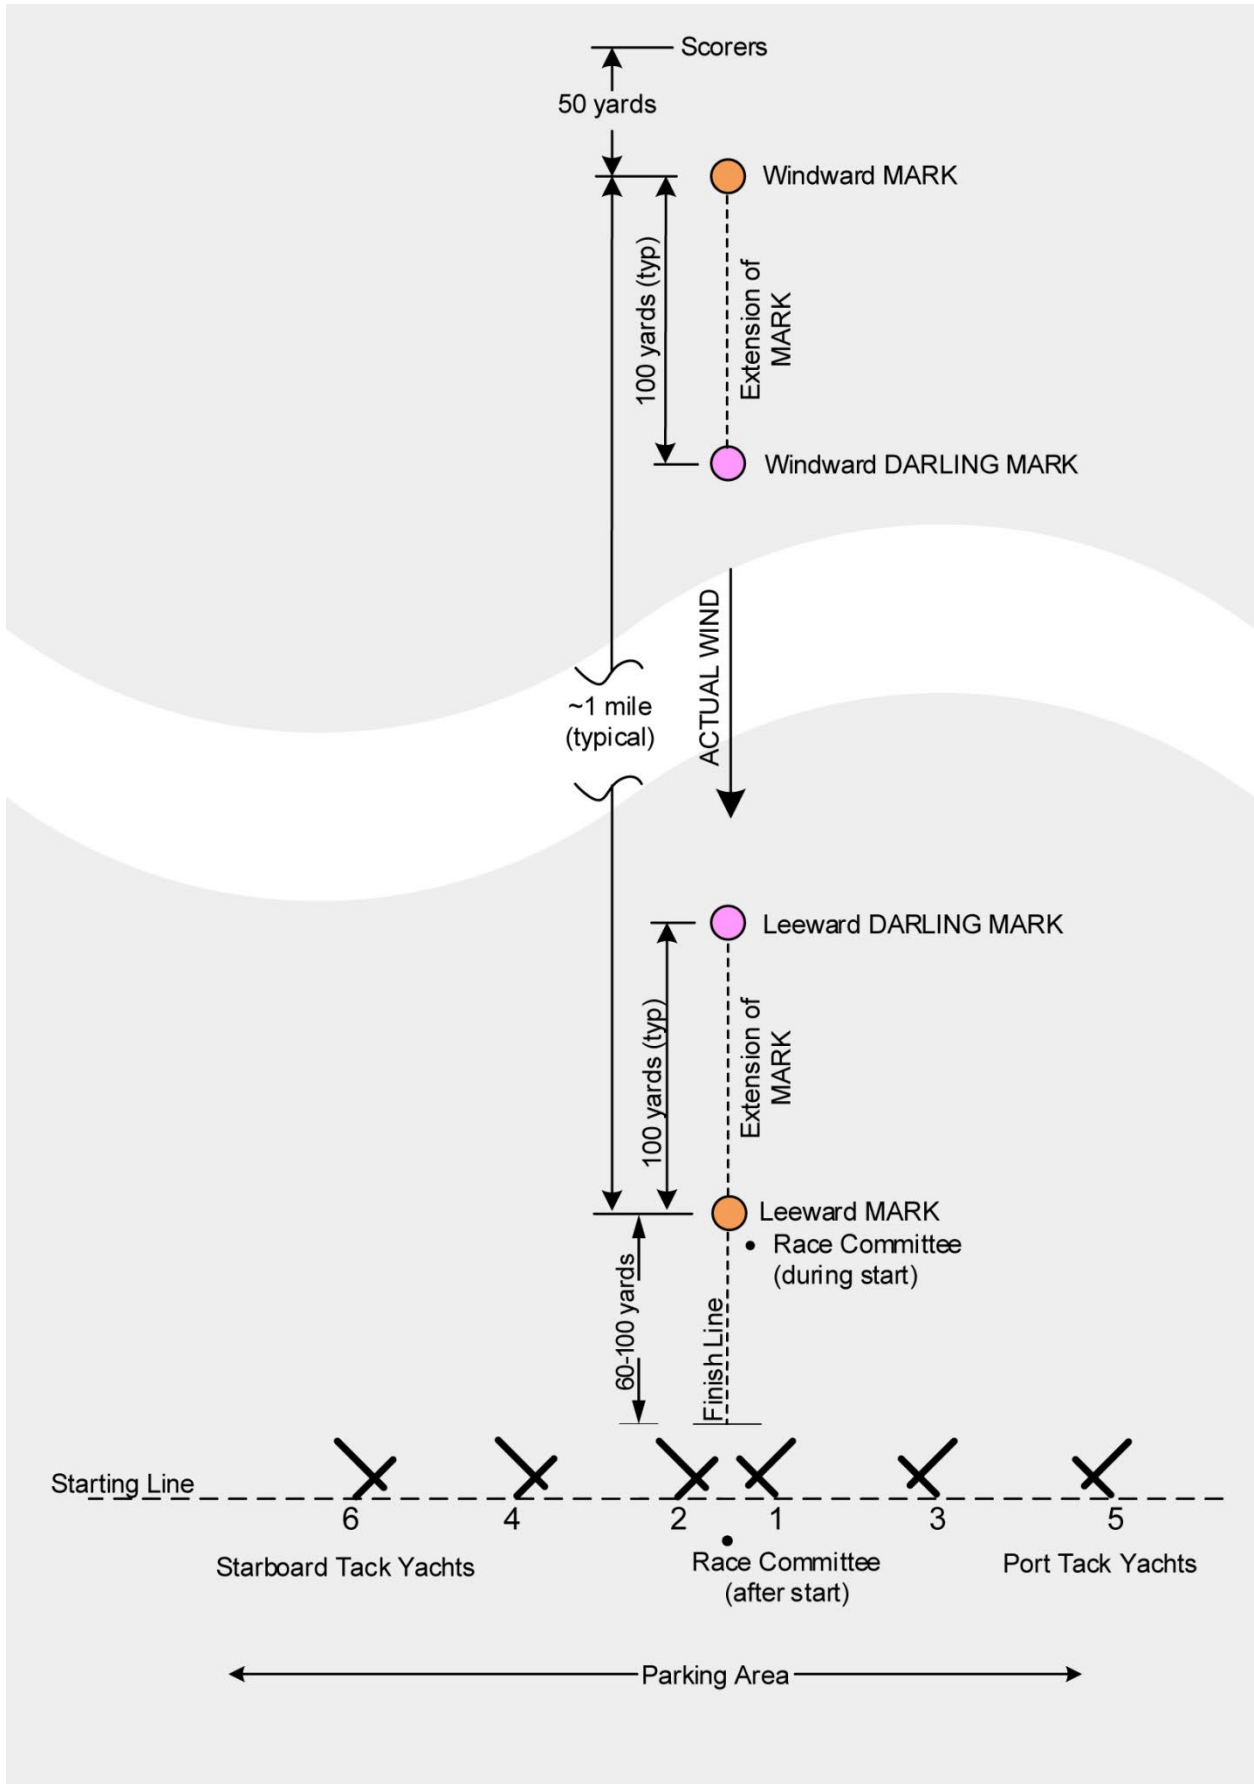 Scorers
50 yards
Windward MARK
100 yards (typ)
Extension of
MARK
Windward DARLING MARK
ACTUAL WIND
~1 mile
(typical)
Leeward DARLING MARK
100 yards (typ)
Extension of
MARK
Leeward MARK
• Race Committee
(during start)
60-100 yards
Finish Line
Starting Line
6 4 2 1 3 5
Starboard Tack Yachts
Race Committee
(after start)
Port Tack Yachts
Parking Area